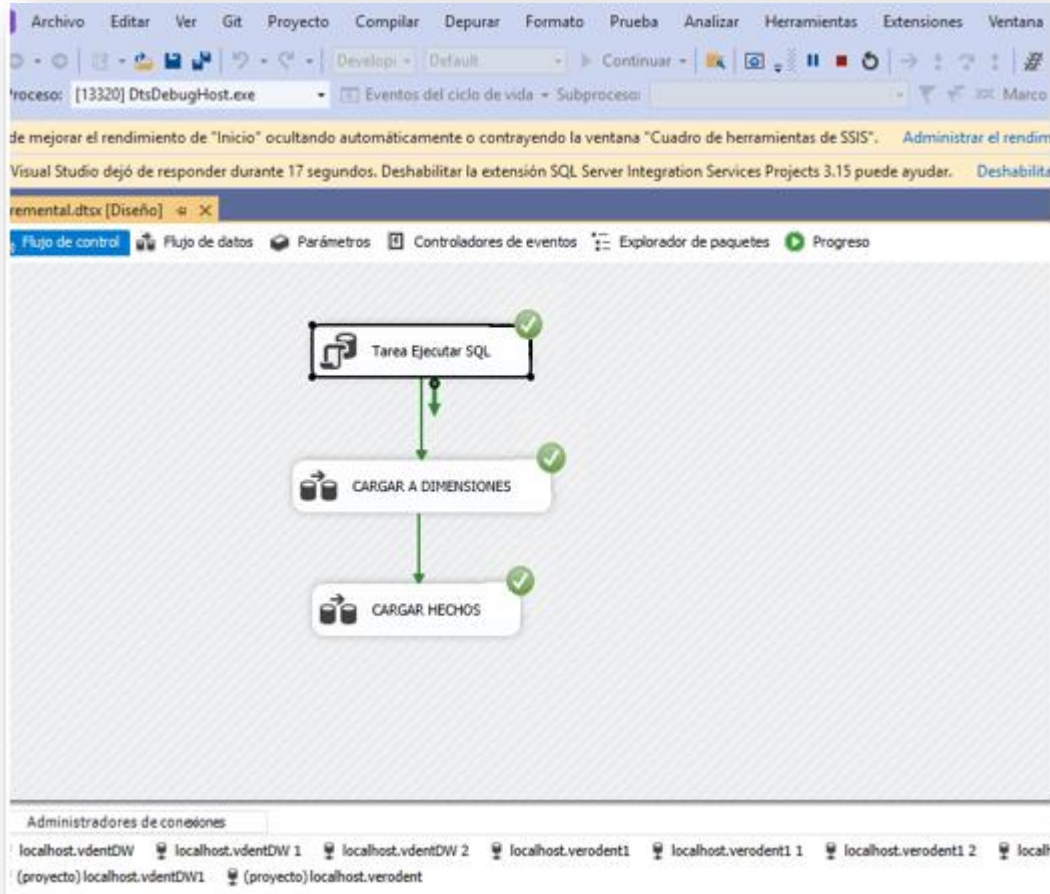 Archivo Editar Ver Git Proyecto Compilar Depurar Formato Prueba Analizar Herramientas Extensiones Ventana
Developi Default Continuar
Proceso: [13320] DtsDebugHost.exe Eventos del ciclo de vida Subproceso: Marco
de mejorar el rendimiento de "Inicio" ocultando automáticamente o contrayendo la ventana "Cuadro de herramientas de SSIS". Administrar el rendim
Visual Studio dejó de responder durante 17 segundos. Deshabilitar la extensión SQL Server Integration Services Projects 3.15 puede ayudar. Deshabilita
remental.dtsx [Diseño]
Flujo de control Flujo de datos Parámetros Controladores de eventos Explorador de paquetes Progreso
Tarea Ejecutar SQL
CARGAR A DIMENSIONES
CARGAR HECHOS
Administradores de conexiones
localhost.vdentDW localhost.vdentDW 1 localhost.vdentDW 2 localhost.verodent1 localhost.verodent1 1 localhost.verodent1 2 localh
(proyecto) localhost.vdentDW1 (proyecto) localhost.verodent